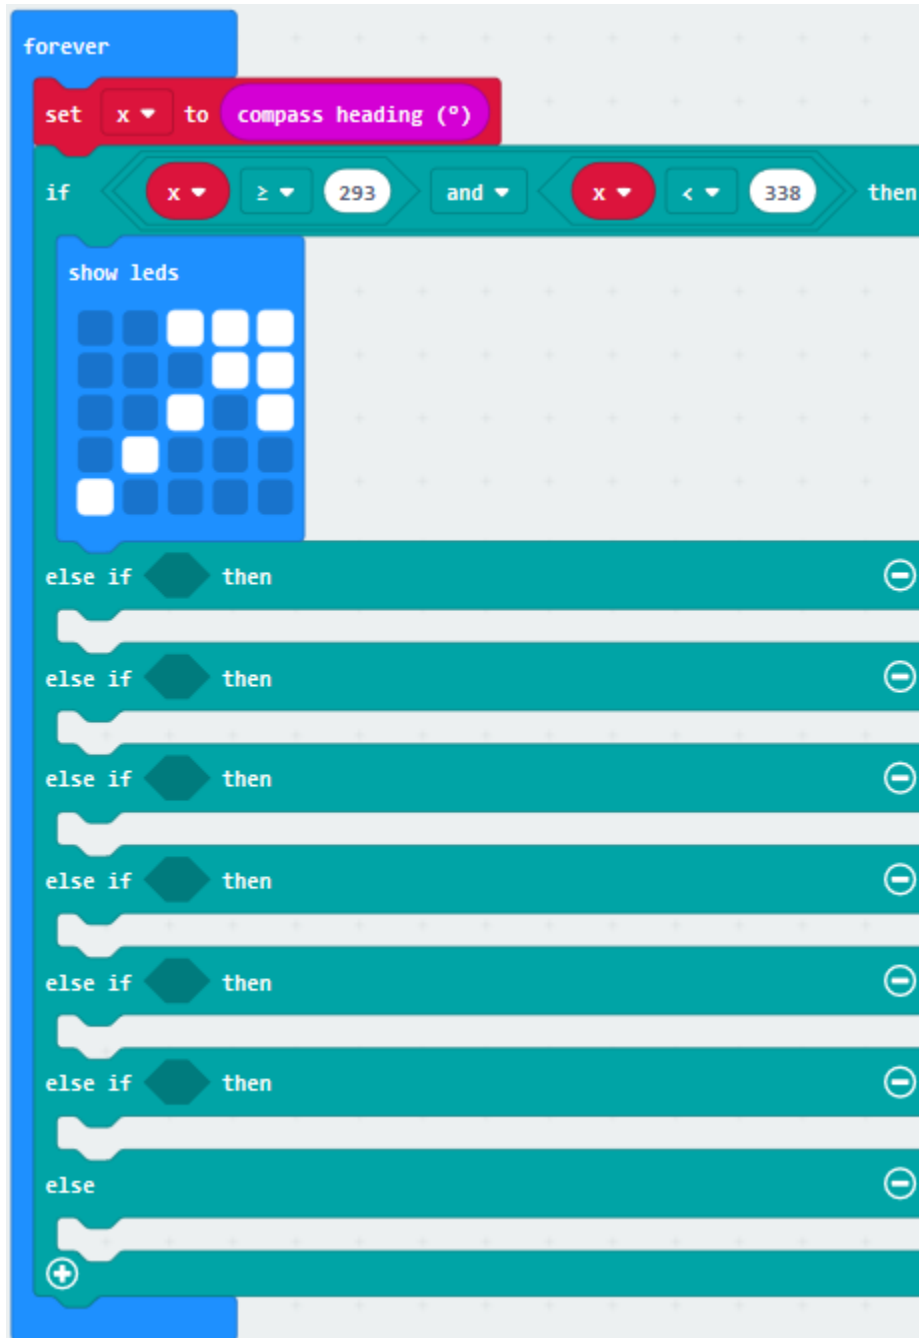 forever
set x to compass heading (°)
if x ≥ 293 and x < 338 then
show leds
else if then
else if then
else if then
else if then
else if then
else if then
else